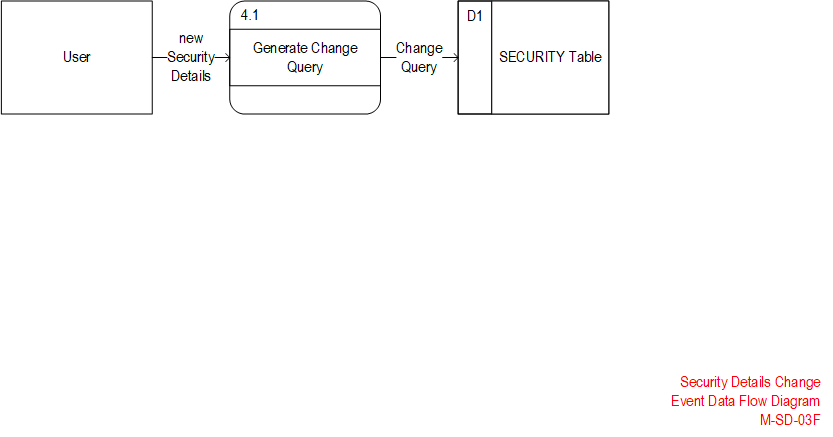 User
new
Security
Details
4.1
Generate Change
Query
Change
Query
D1
SECURITY Table
Security Details Change
Event Data Flow Diagram
M-SD-03F